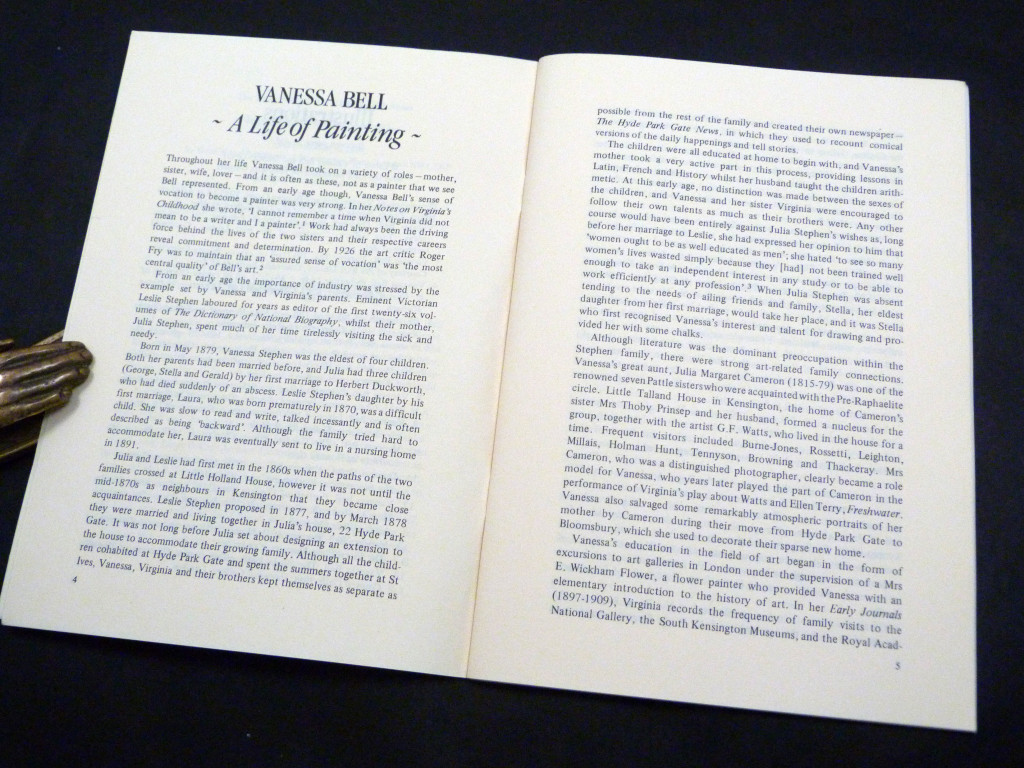 VANESSA BELL
~ A Life of Painting ~
Throughout her life Vanessa Bell took on a variety of roles – mother,
sister, wife, lover – and it is often as these, not as a painter that we see
Bell represented. From an early age though, Vanessa Bell's sense of
vocation to become a painter was very strong. In her Notes on Virginia's
Childhood she wrote, 'I cannot remember a time when Virginia did not
mean to be a writer and I a painter'.1 Work had always been the driving
force behind the lives of the two sisters and their respective careers
reveal commitment and determination. By 1926 the art critic Roger
Fry was to maintain that an 'assured sense of vocation' was 'the most
central quality' of Bell's art.2
From an early age the importance of industry was stressed by the
example set by Vanessa and Virginia's parents. Eminent Victorian
Leslie Stephen laboured for years as editor of the first twenty-six vol-
umes of The Dictionary of National Biography, whilst their mother,
Julia Stephen, spent much of her time tirelessly visiting the sick and
needy.
Born in May 1879, Vanessa Stephen was the eldest of four children.
Both her parents had been married before, and Julia had three children
(George, Stella and Gerald) by her first marriage to Herbert Duckworth,
who had died suddenly of an abscess. Leslie Stephen's daughter by his
first marriage, Laura, who was born prematurely in 1870, was a difficult
child. She was slow to read and write, talked incessantly and is often
described as being 'backward'. Although the family tried hard to
accommodate her, Laura was eventually sent to live in a nursing home
in 1891.
Julia and Leslie had first met in the 1860s when the paths of the two
families crossed at Little Holland House, however it was not until the
mid-1870s as neighbours in Kensington that they became close
acquaintances. Leslie Stephen proposed in 1877, and by March 1878
they were married and living together in Julia's house, 22 Hyde Park
Gate. It was not long before Julia set about designing an extension to
the house to accommodate their growing family. Although all the child-
ren cohabited at Hyde Park Gate and spent the summers together at St
Ives, Vanessa, Virginia and their brothers kept themselves as separate as
4
possible from the rest of the family and created their own newspaper –
The Hyde Park Gate News, in which they used to recount comical
versions of the daily happenings and tell stories.
The children were all educated at home to begin with, and Vanessa's
mother took a very active part in this process, providing lessons in
Latin, French and History whilst her husband taught the children arith-
metic. At this early age, no distinction was made between the sexes of
the children, and Vanessa and her sister Virginia were encouraged to
follow their own talents as much as their brothers were. Any other
course would have been entirely against Julia Stephen's wishes as, long
before her marriage to Leslie, she had expressed her opinion to him that
'women ought to be as well educated as men'; she hated 'to see so many
women's lives wasted simply because they [had] not been trained well
enough to take an independent interest in any study or to be able to
work efficiently at any profession'.3 When Julia Stephen was absent
tending to the needs of ailing friends and family, Stella, her eldest
daughter from her first marriage, would take her place, and it was Stella
who first recognised Vanessa's interest and talent for drawing and pro-
vided her with some chalks.
Although literature was the dominant preoccupation within the
Stephen family, there were strong art-related family connections.
Vanessa's great aunt, Julia Margaret Cameron (1815-79) was one of the
renowned seven Pattle sisters who were acquainted with the Pre-Raphaelite
circle. Little Talland House in Kensington, the home of Cameron's
sister Mrs Thoby Prinsep and her husband, formed a nucleus for the
group, together with the artist G.F. Watts, who lived in the house for a
time. Frequent visitors included Burne-Jones, Rossetti, Leighton,
Millais, Holman Hunt, Tennyson, Browning and Thackeray. Mrs
Cameron, who was a distinguished photographer, clearly became a role
model for Vanessa, who years later played the part of Cameron in the
performance of Virginia's play about Watts and Ellen Terry, Freshwater.
Vanessa also salvaged some remarkably atmospheric portraits of her
mother by Cameron during their move from Hyde Park Gate to
Bloomsbury, which she used to decorate their sparse new home.
Vanessa's education in the field of art began in the form of
excursions to art galleries in London under the supervision of a Mrs
E. Wickham Flower, a flower painter who provided Vanessa with an
elementary introduction to the history of art. In her Early Journals
(1897-1909), Virginia records the frequency of family visits to the
National Gallery, the South Kensington Museums, and the Royal Acad-
5